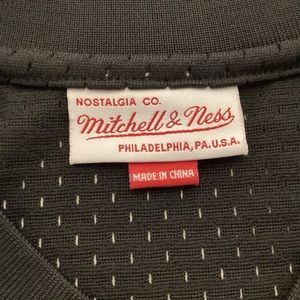 NOSTALGIA CO.
Mitchell & Ness
PHILADELPHIA, PA. U.S.A.
MADE IN CHINA